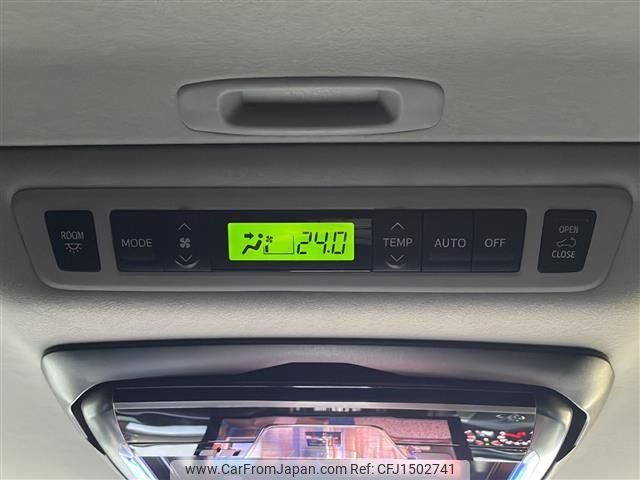 ROOM
MODE
24.0
TEMP
AUTO
OFF
OPEN
CLOSE
www.CarFromJapan.com Ref: CFJ1502741